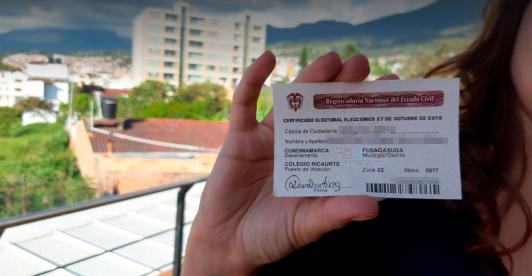 Registraduría Nacional del Estado Civil
CERTIFICADO ELECTORAL ELECCIONES 27 DE OCTUBRE DE 2019
Cédula de Ciudadanía
Nombre y Apellido
CUNDINAMARCA FUSAGASUGA
Departamento Municipio/Distrito
COLEGIO RICAURTE Zona 02 Mesa 0017
Puesto de Votación
Firma